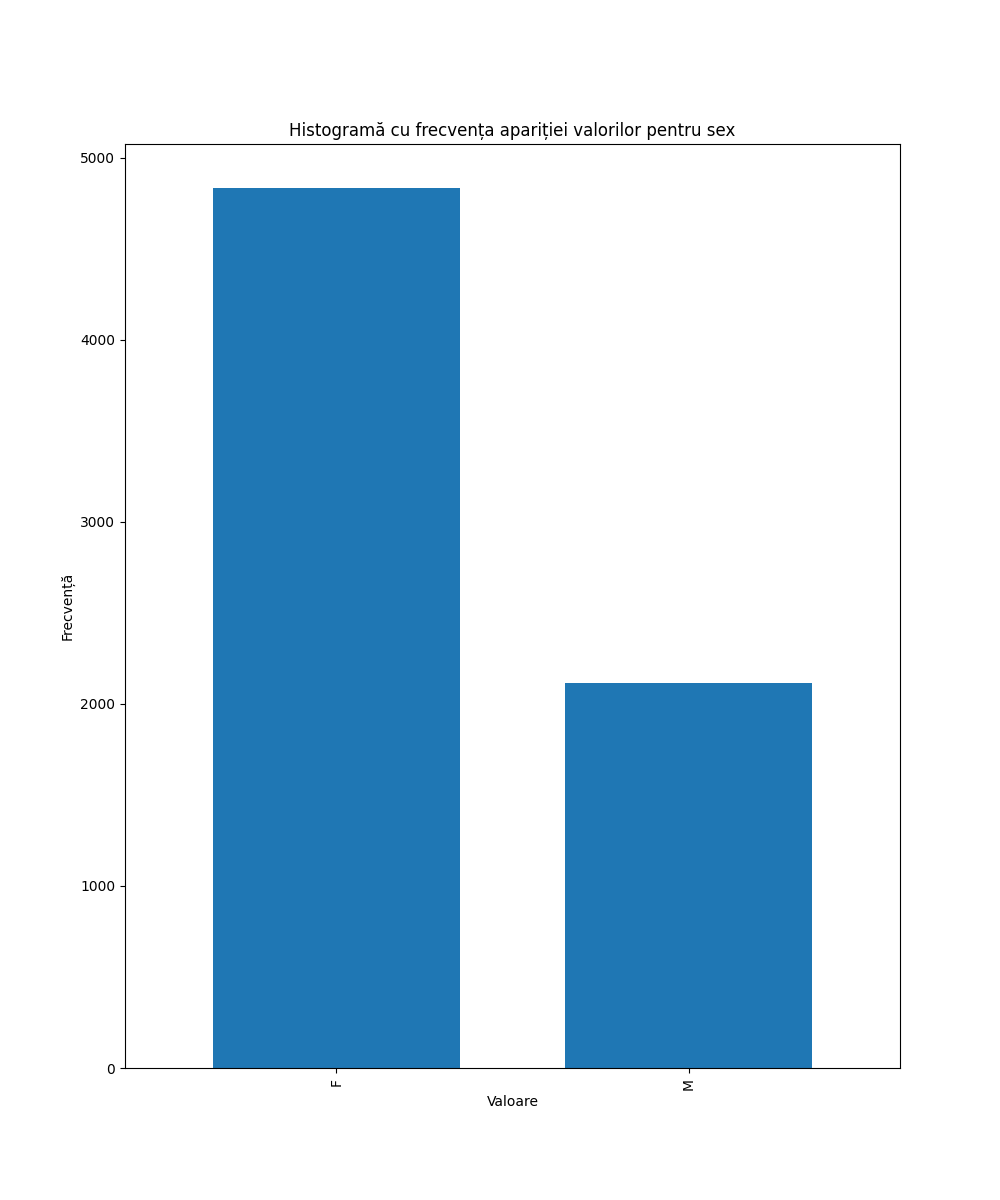 Histogramă cu frecvența apariției valorilor pentru sex
5000
4000
3000
2000
1000
0
Frecvență
F
M
Valoare